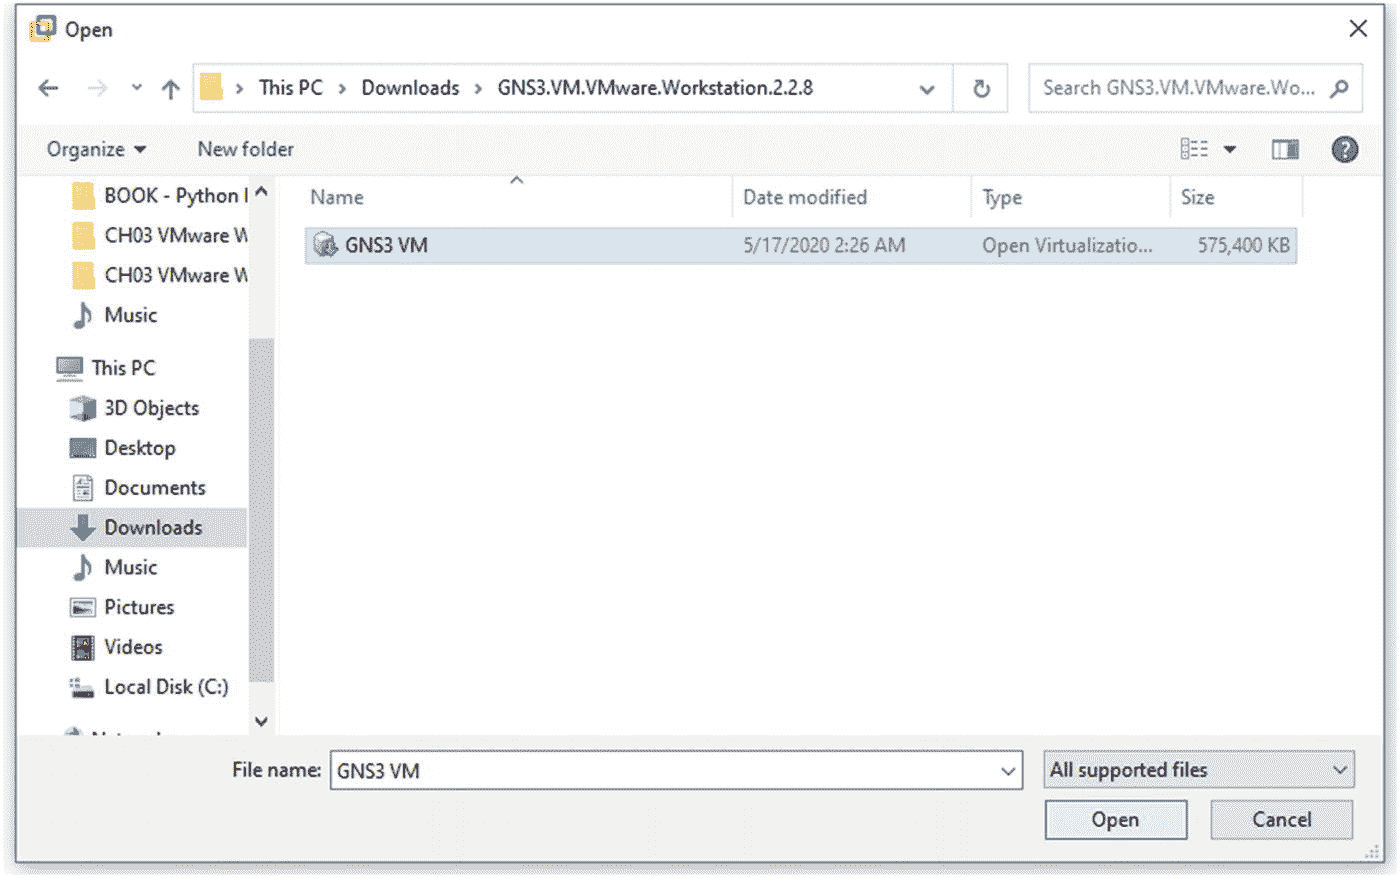 Open
This PC > Downloads > GNS3.VM.VMware.Workstation.2.2.8
Search GNS3.VM.VMware.Wo...
Organize New folder
Name Date modified Type Size
GNS3 VM 5/17/2020 2:26 AM Open Virtualizatio... 575,400 KB
BOOK - Python
CH03 VMware W
CH03 VMware W
Music
This PC
3D Objects
Desktop
Documents
Downloads
Music
Pictures
Videos
Local Disk (C:)
File name: GNS3 VM All supported files
Open Cancel